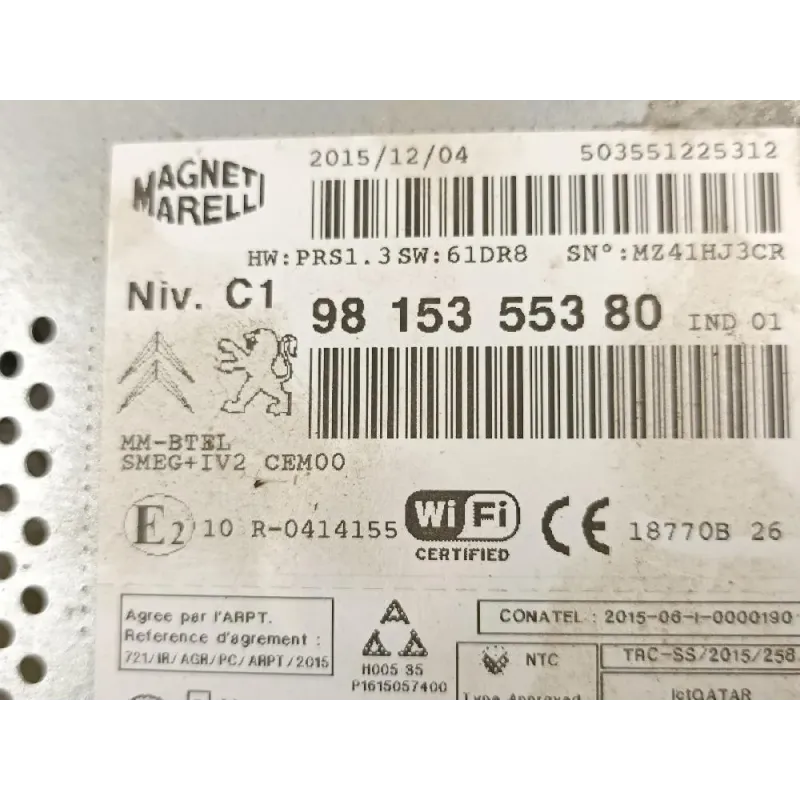 MAGNETI
MARELLI
2015/12/04 503551225312
HW:PRS1.3 SW:61DR8 SN°:MZ41HJ3CR
Niv. C1
98 153 553 80 IND 01
MM-BTEL
SMEG+IV2 CEM00
E2 10 R-0414155 WiFi CERTIFIED CE 18770B 26
Agree par l'ARPT.
Reference d'agrement :
721/IR/AGR/PC/ARPT/2015
H005 35
P1615057400
CONATEL : 2015-06-I-0000190
NTC
Type Approved
TRC-SS/2015/258
ictQATAR